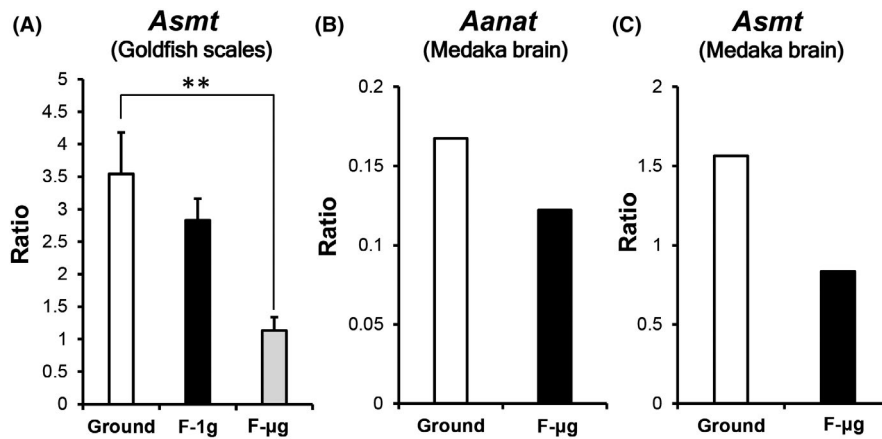 (A) Asmt
(Goldfish scales)
5
4.5
4
3.5
3
2.5
2
1.5
1
0.5
0
Ratio
**
Ground F-1g F-µg
(B) Aanat
(Medaka brain)
0.2
0.15
0.1
0.05
0
Ratio
Ground F-µg
(C) Asmt
(Medaka brain)
2
1.5
1
0.5
0
Ratio
Ground F-µg